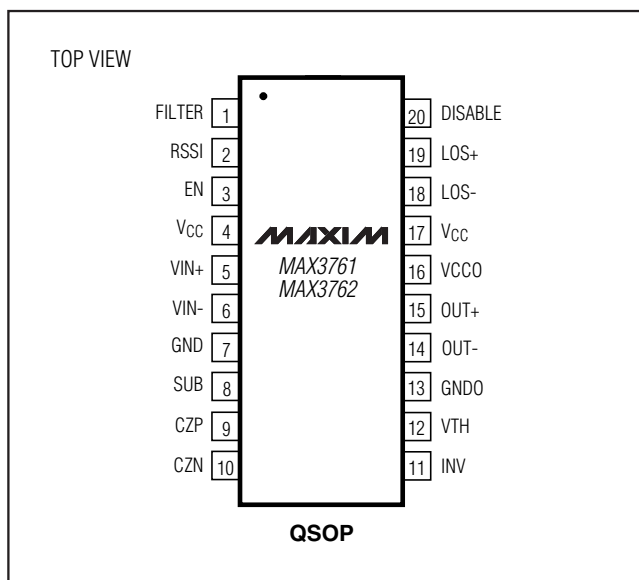 TOP VIEW
FILTER 1
RSSI 2
EN 3
VCC 4
VIN+ 5
VIN- 6
GND 7
SUB 8
CZP 9
CZN 10
MAXIM
MAX3761
MAX3762
20 DISABLE
19 LOS+
18 LOS-
17 VCC
16 VCCO
15 OUT+
14 OUT-
13 GNDO
12 VTH
11 INV
QSOP